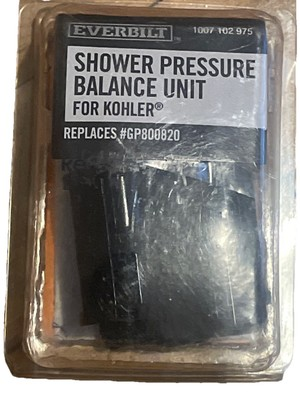 EVERBILT 1007 102 975
SHOWER PRESSURE
BALANCE UNIT
FOR KOHLER®
REPLACES #GP800820